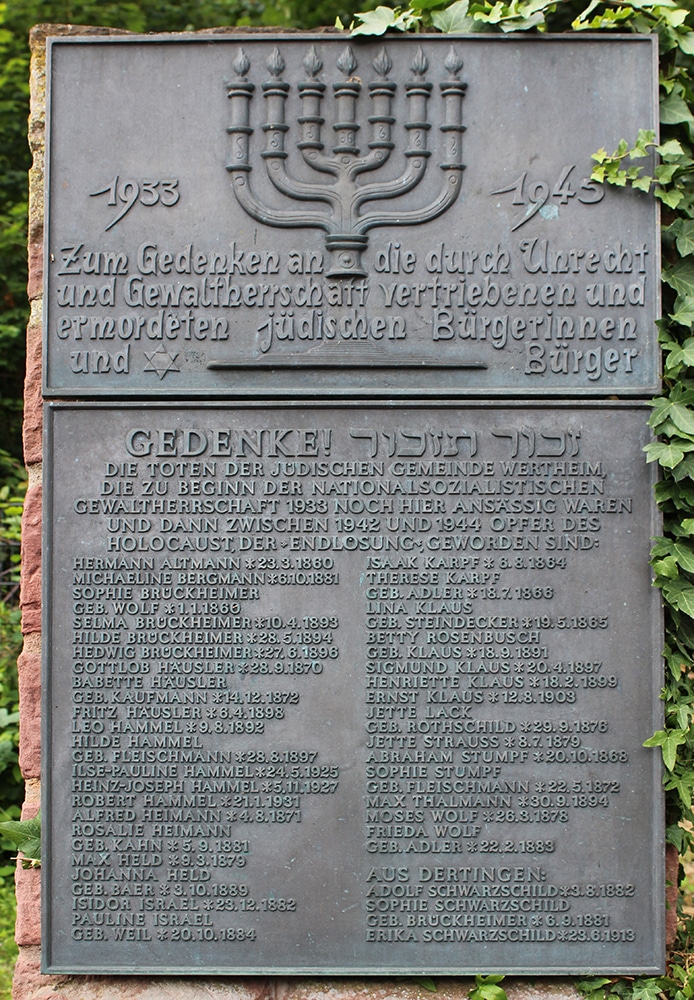 1933 1945
Zum Gedenken an die durch Unrecht
und Gewaltherrschaft vertriebenen und
ermordeten jüdischen Bürgerinnen
und Bürger
GEDENKE! זכור תזכור
DIE TOTEN DER JÜDISCHEN GEMEINDE WERTHEIM,
DIE ZU BEGINN DER NATIONALSOZIALISTISCHEN
GEWALTHERRSCHAFT 1933 NOCH HIER ANSÄSSIG WAREN
UND DANN ZWISCHEN 1942 UND 1944 OPFER DES
HOLOCAUST, DER „ENDLÖSUNG“, GEWORDEN SIND:
HERMANN ALTMANN *23.3.1860
MICHAELINE BERGMANN *6.10.1881
SOPHIE BRÜCKHEIMER
GEB. WOLF *1.1.1860
SELMA BRÜCKHEIMER *10.4.1893
HILDE BRÜCKHEIMER *28.5.1894
HEDWIG BRÜCKHEIMER *27.6.1896
GOTTLOB HÄUSLER *28.9.1870
BABETTE HÄUSLER
GEB. KAUFMANN *14.12.1872
FRITZ HÄUSLER *6.4.1898
LEO HAMMEL *9.8.1892
HILDE HAMMEL
GEB. FLEISCHMANN *28.8.1897
ILSE-PAULINE HAMMEL *24.5.1925
HEINZ-JOSEPH HAMMEL *5.11.1927
ROBERT HAMMEL *21.1.1931
ALFRED HEIMANN *4.8.1871
ROSALIE HEIMANN
GEB. KAHN *5.9.1881
MAX HELD *9.3.1879
JOHANNA HELD
GEB. BAER *3.10.1889
ISIDOR ISRAEL *23.12.1882
PAULINE ISRAEL
GEB. WEIL *20.10.1884
ISAAK KARPF *8.8.1864
THERESE KARPF
GEB. ADLER *18.7.1866
LINA KLAUS
GEB. STEINDECKER *19.5.1865
BETTY ROSENBUSCH
GEB. KLAUS *18.9.1891
SIGMUND KLAUS *20.4.1897
HENRIETTE KLAUS *18.2.1899
ERNST KLAUS *12.8.1903
JETTE LACK
GEB. ROTHSCHILD *29.9.1876
JETTE STRAUSS *8.7.1879
ABRAHAM STUMPF *20.10.1868
SOPHIE STUMPF
GEB. FLEISCHMANN *22.5.1872
MAX THALMANN *30.9.1894
MOSES WOLF *26.3.1878
FRIEDA WOLF
GEB. ADLER *22.2.1883
AUS DERTINGEN:
ADOLF SCHWARZSCHILD *3.8.1882
SOPHIE SCHWARZSCHILD
GEB. BRÜCKHEIMER *6.9.1881
ERIKA SCHWARZSCHILD *23.6.1913